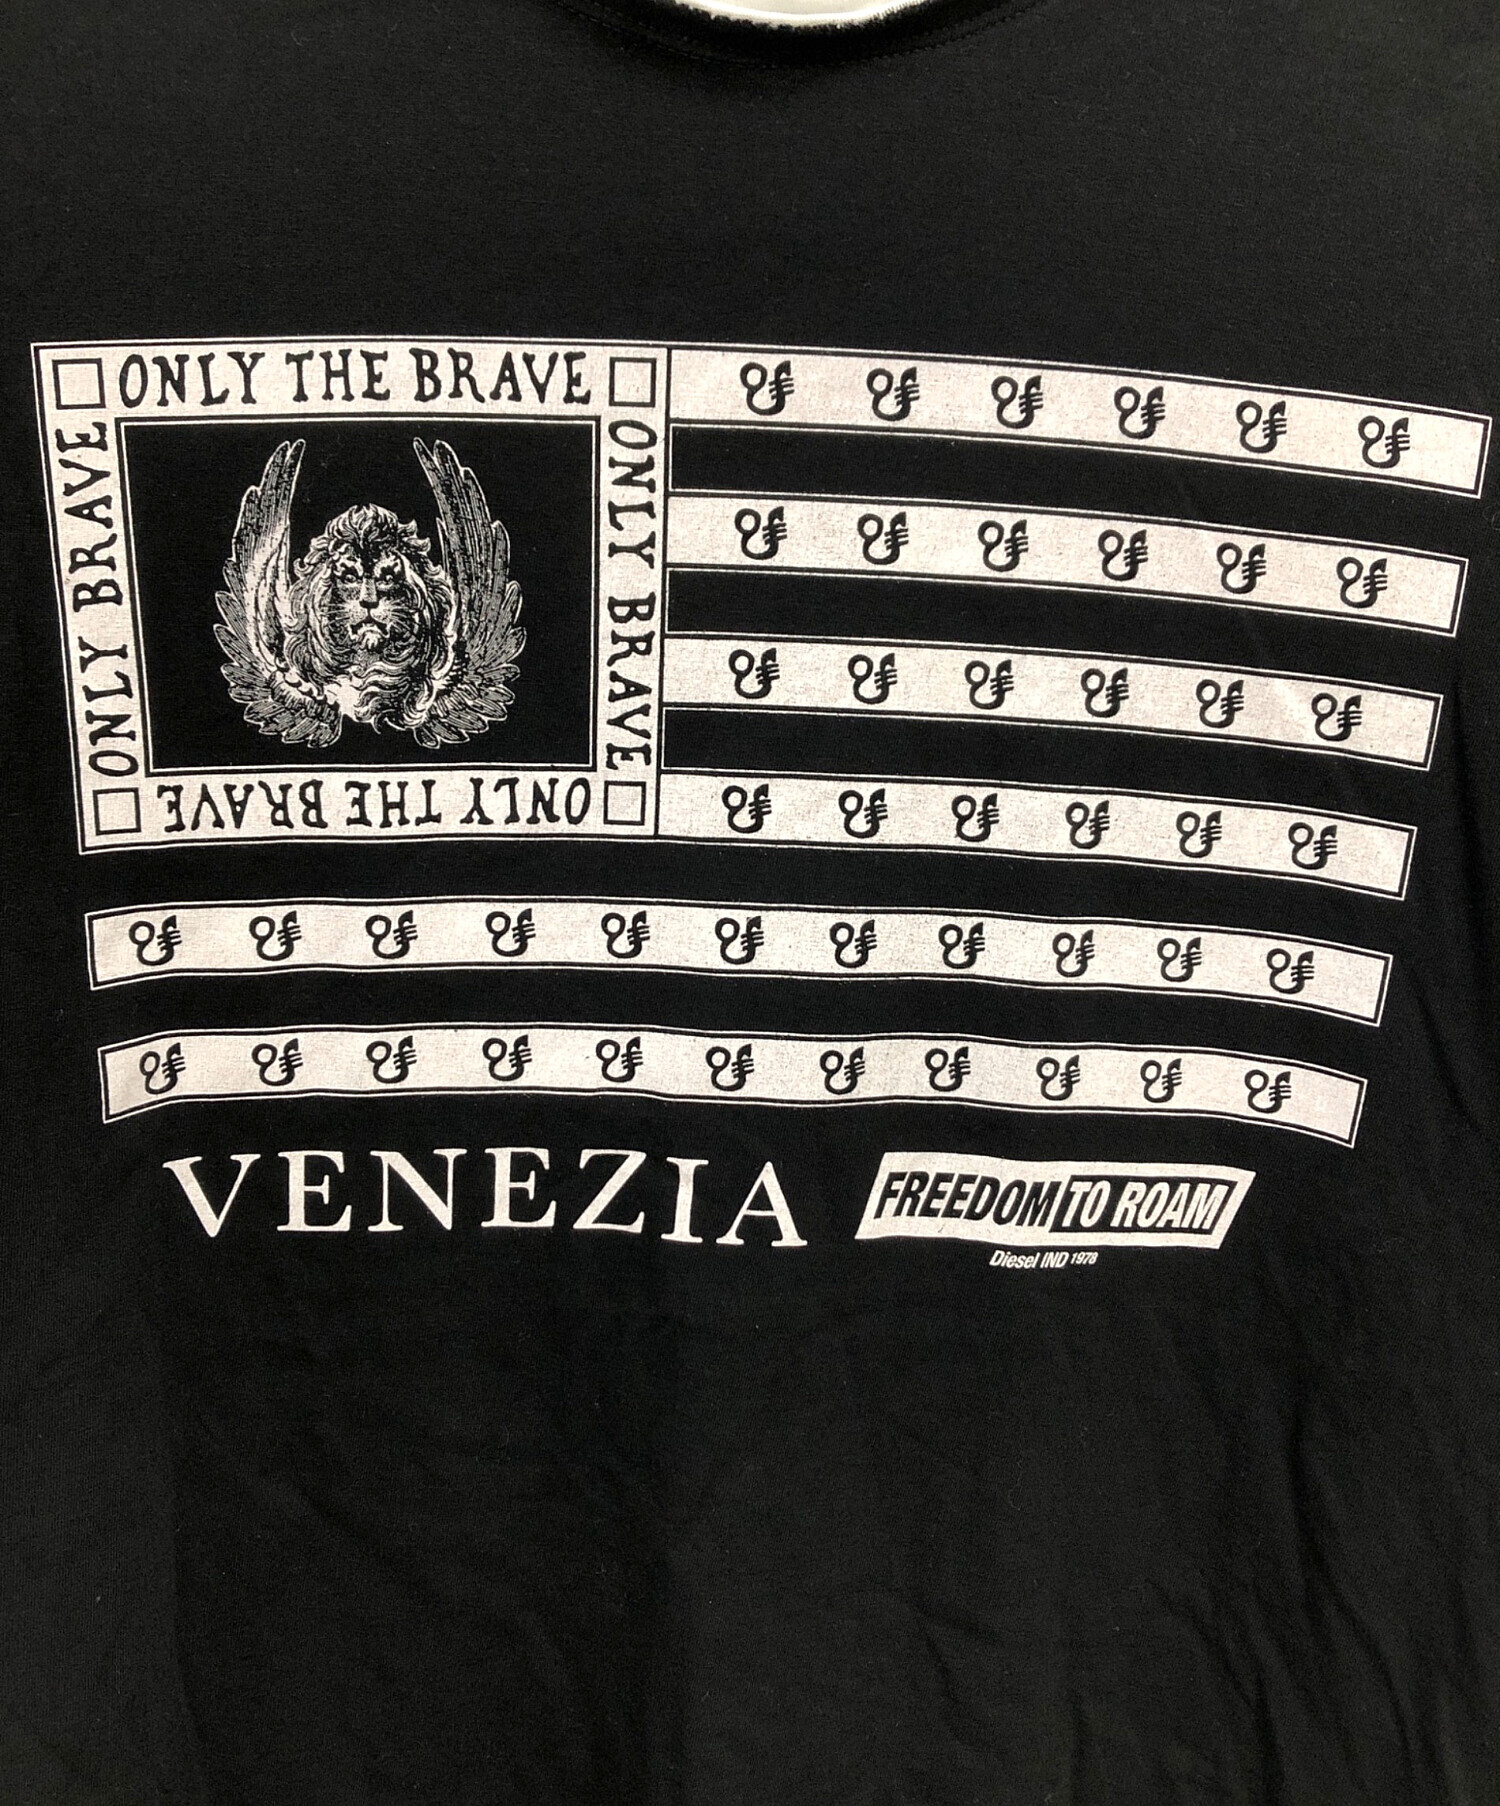 ONLY THE BRAVE
ONLY BRAVE
ONLY BRAVE
ONLY THE BRAVE
VENEZIA
FREEDOM TO ROAM
Diesel IND 1978